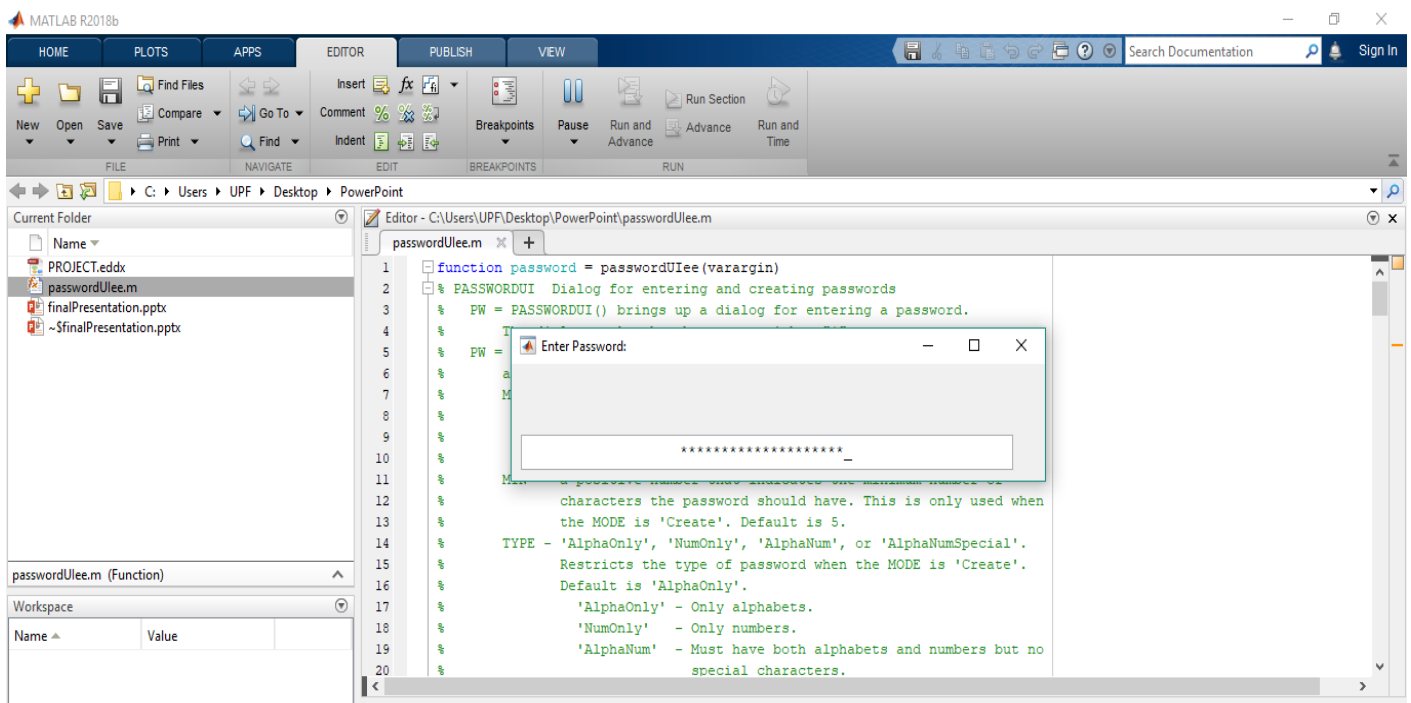 MATLAB R2018b
HOME PLOTS APPS EDITOR PUBLISH VIEW Search Documentation Sign In
New Open Save Find Files Compare Print Go To Find Insert Comment Indent fx Breakpoints Pause Run and Advance Run Section Advance Run and Time
FILE NAVIGATE EDIT BREAKPOINTS RUN
C: Users UPF Desktop PowerPoint
Current Folder
Name
PROJECT.eddx
passwordUIee.m
finalPresentation.pptx
~$finalPresentation.pptx
passwordUIee.m (Function)
Workspace
Name Value
Editor - C:\Users\UPF\Desktop\PowerPoint\passwordUIee.m
passwordUIee.m +
1 function password = passwordUIee(varargin)
2 % PASSWORDUI Dialog for entering and creating passwords
3 % PW = PASSWORDUI() brings up a dialog for entering a password.
4 %
5 % PW =
6 %
7 %
8 %
9 %
10 %
Enter Password:
********************_
11 %
12 % characters the password should have. This is only used when
13 % the MODE is 'Create'. Default is 5.
14 % TYPE - 'AlphaOnly', 'NumOnly', 'AlphaNum', or 'AlphaNumSpecial'.
15 % Restricts the type of password when the MODE is 'Create'.
16 % Default is 'AlphaOnly'.
17 % 'AlphaOnly' - Only alphabets.
18 % 'NumOnly' - Only numbers.
19 % 'AlphaNum' - Must have both alphabets and numbers but no
20 % special characters.